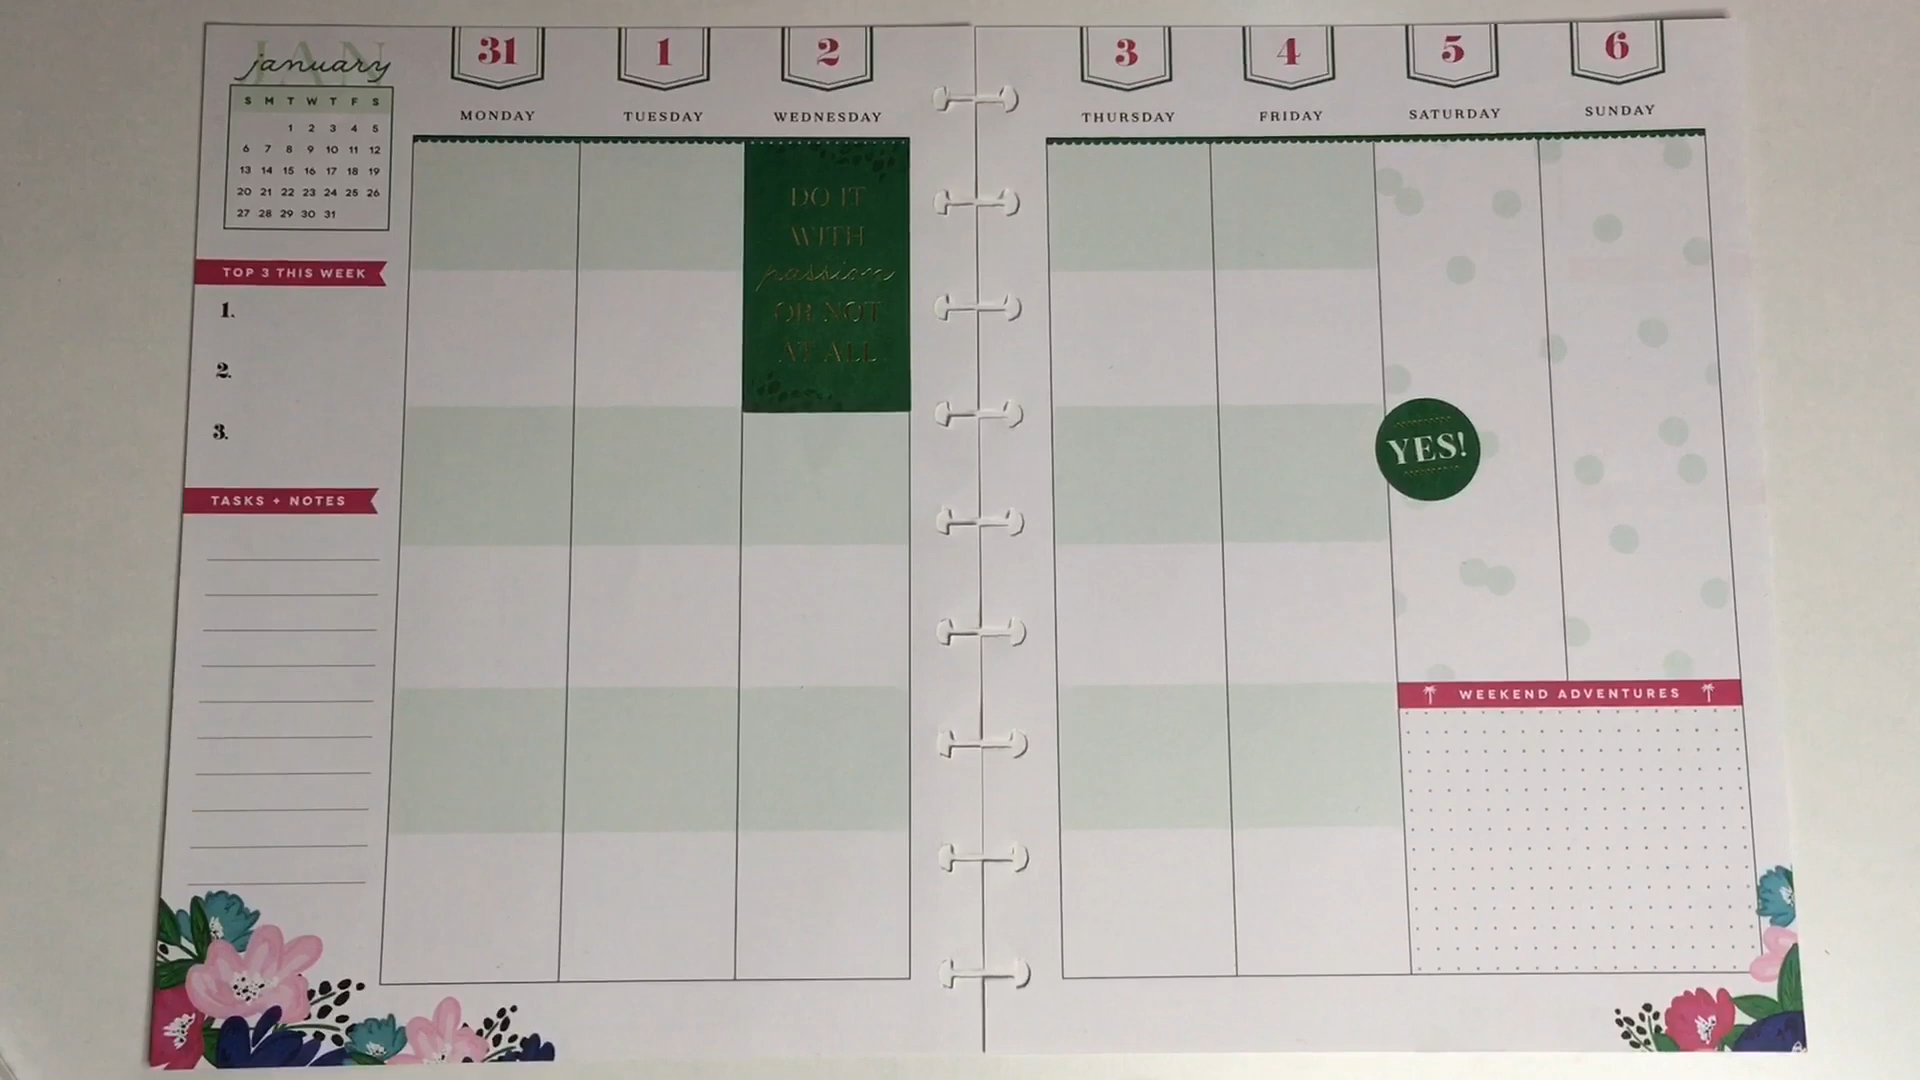 JAN
january
S M T W T F S
1 2 3 4 5
6 7 8 9 10 11 12
13 14 15 16 17 18 19
20 21 22 23 24 25 26
27 28 29 30 31
TOP 3 THIS WEEK
1.
2.
3.
TASKS + NOTES
31 1 2
MONDAY TUESDAY WEDNESDAY
DO IT
WITH
passion
OR NOT
AT ALL
3 4 5 6
THURSDAY FRIDAY SATURDAY SUNDAY
YES!
WEEKEND ADVENTURES